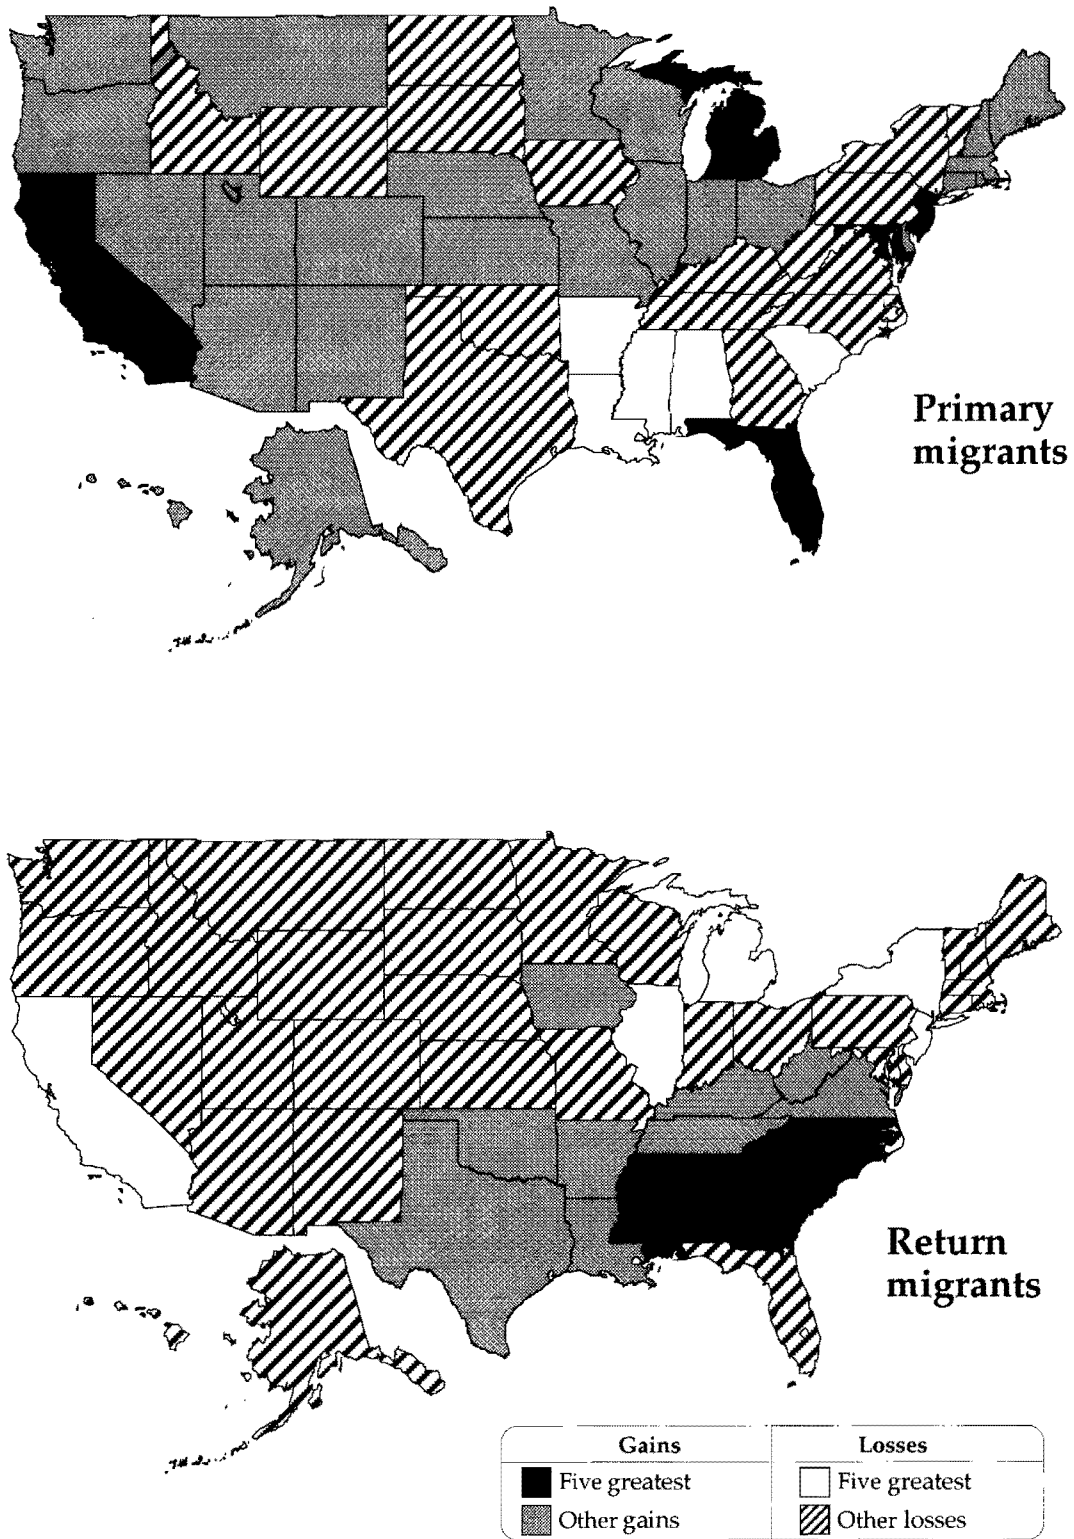 Primary
migrants
Return
migrants
Gains Losses
Five greatest Five greatest
Other gains Other losses